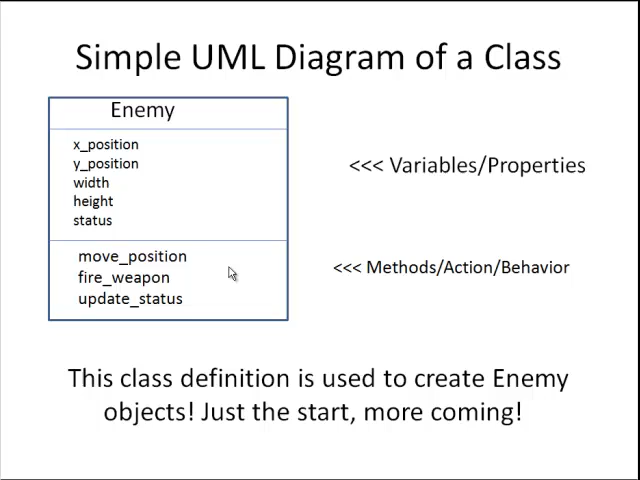 Simple UML Diagram of a Class
Enemy
x_position
y_position
width
height
status
<<< Variables/Properties
move_position
fire_weapon
update_status
<<< Methods/Action/Behavior
This class definition is used to create Enemy
objects! Just the start, more coming!